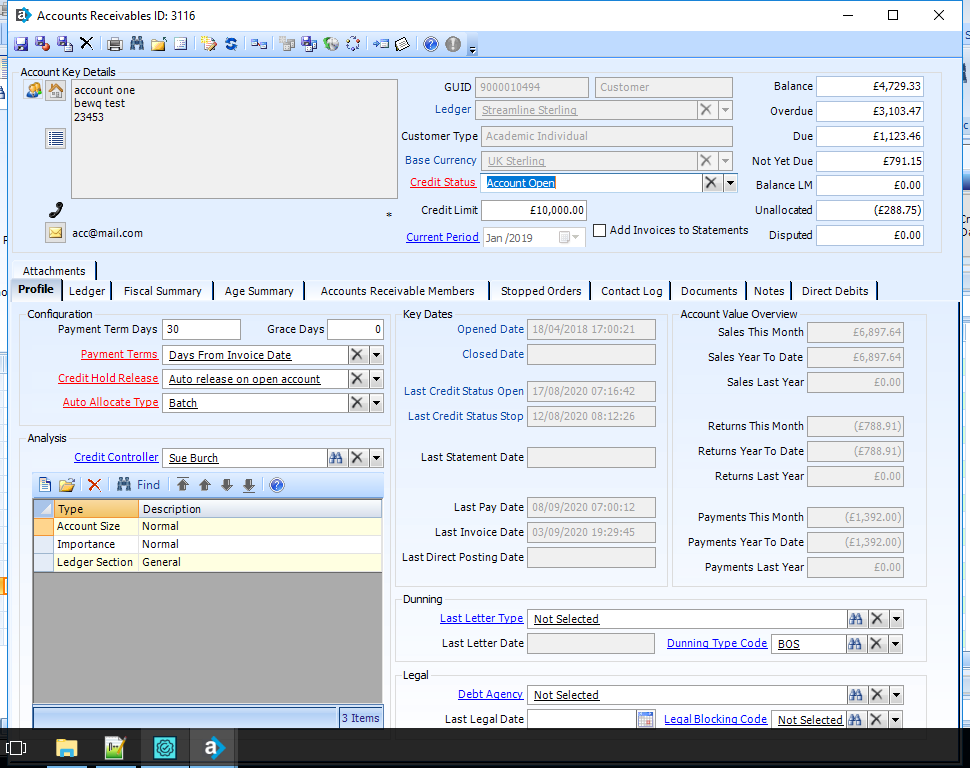 Accounts Receivables ID: 3116
Account Key Details
account one
bewq test
23453
acc@mail.com
*
GUID 9000010494 Customer
Ledger Streamline Sterling
Customer Type Academic Individual
Base Currency UK Sterling
Credit Status Account Open
Credit Limit £10,000.00
Current Period Jan /2019
Add Invoices to Statements
Balance £4,729.33
Overdue £3,103.47
Due £1,123.46
Not Yet Due £791.15
Balance LM £0.00
Unallocated (£288.75)
Disputed £0.00
Attachments
Profile Ledger Fiscal Summary Age Summary Accounts Receivable Members Stopped Orders Contact Log Documents Notes Direct Debits
Configuration
Payment Term Days 30 Grace Days 0
Payment Terms Days From Invoice Date
Credit Hold Release Auto release on open account
Auto Allocate Type Batch
Analysis
Credit Controller Sue Burch
Find
Type Description
Account Size Normal
Importance Normal
Ledger Section General
3 Items
Key Dates
Opened Date 18/04/2018 17:00:21
Closed Date
Last Credit Status Open 17/08/2020 07:16:42
Last Credit Status Stop 12/08/2020 08:12:26
Last Statement Date
Last Pay Date 08/09/2020 07:00:12
Last Invoice Date 03/09/2020 19:29:45
Last Direct Posting Date
Account Value Overview
Sales This Month £6,897.64
Sales Year To Date £6,897.64
Sales Last Year £0.00
Returns This Month (£788.91)
Returns Year To Date (£788.91)
Returns Last Year £0.00
Payments This Month (£1,392.00)
Payments Year To Date (£1,392.00)
Payments Last Year £0.00
Dunning
Last Letter Type Not Selected
Last Letter Date Dunning Type Code BOS
Legal
Debt Agency Not Selected
Last Legal Date Legal Blocking Code Not Selected